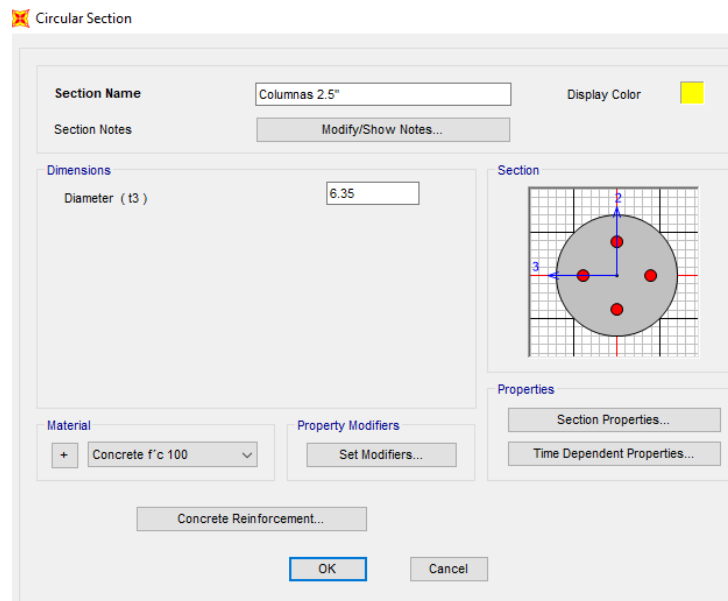 Circular Section
Section Name
Columnas 2.5"
Display Color
Section Notes
Modify/Show Notes...
Dimensions
Diameter ( t3 )
6.35
Section
2
3
Properties
Section Properties...
Time Dependent Properties...
Material
+
Concrete f´c 100
Property Modifiers
Set Modifiers...
Concrete Reinforcement...
OK
Cancel